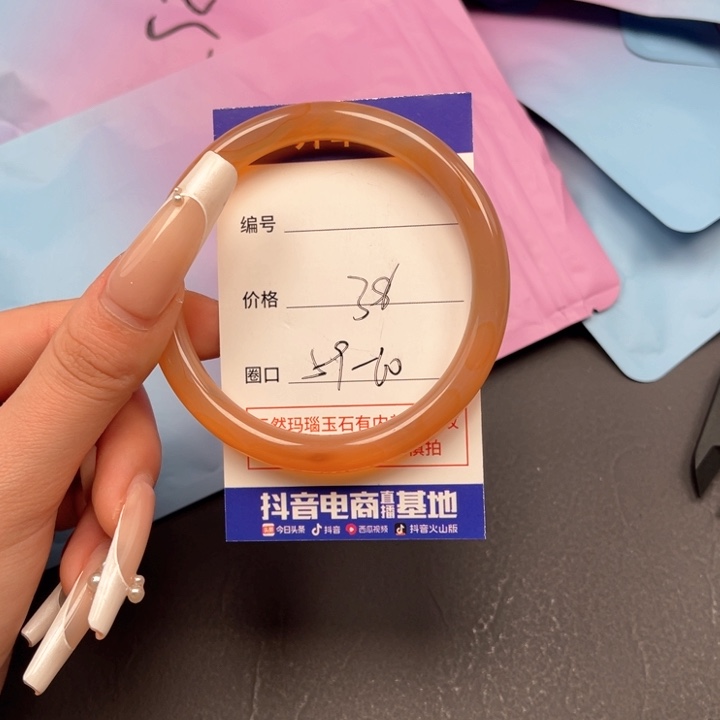 编号
价格 38
圈口 59-60
然玛瑙玉石有内
慎拍
抖音电商直播基地
今日头条 抖音 西瓜视频 抖音火山版